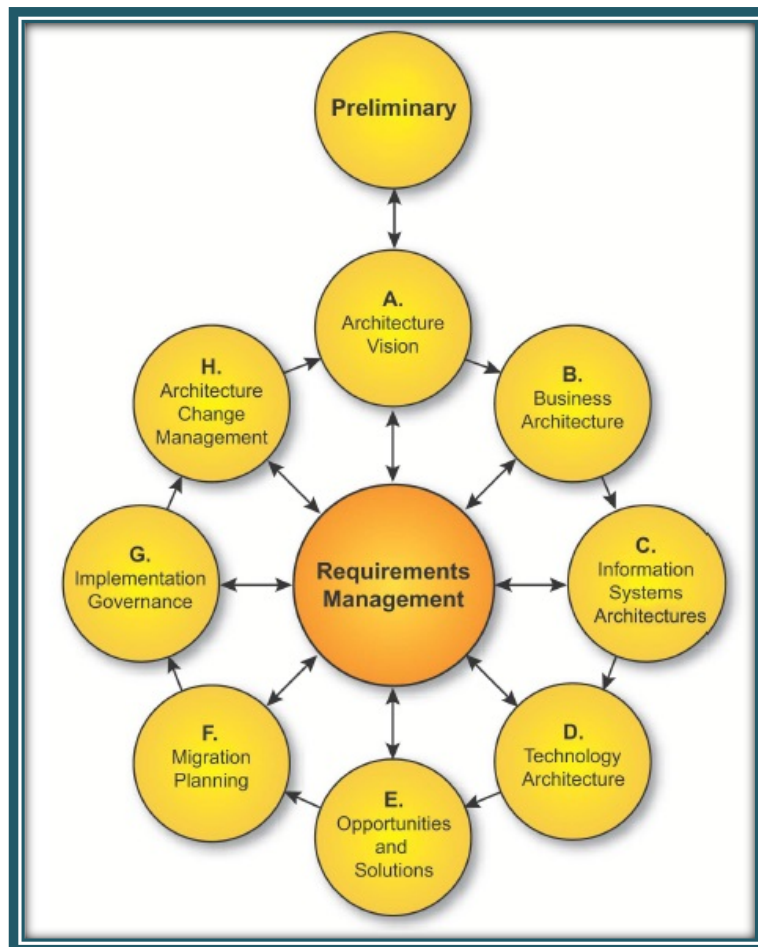 Preliminary
A.
Architecture
Vision
B.
Business
Architecture
C.
Information
Systems
Architectures
D.
Technology
Architecture
E.
Opportunities
and
Solutions
F.
Migration
Planning
G.
Implementation
Governance
H.
Architecture
Change
Management
Requirements
Management